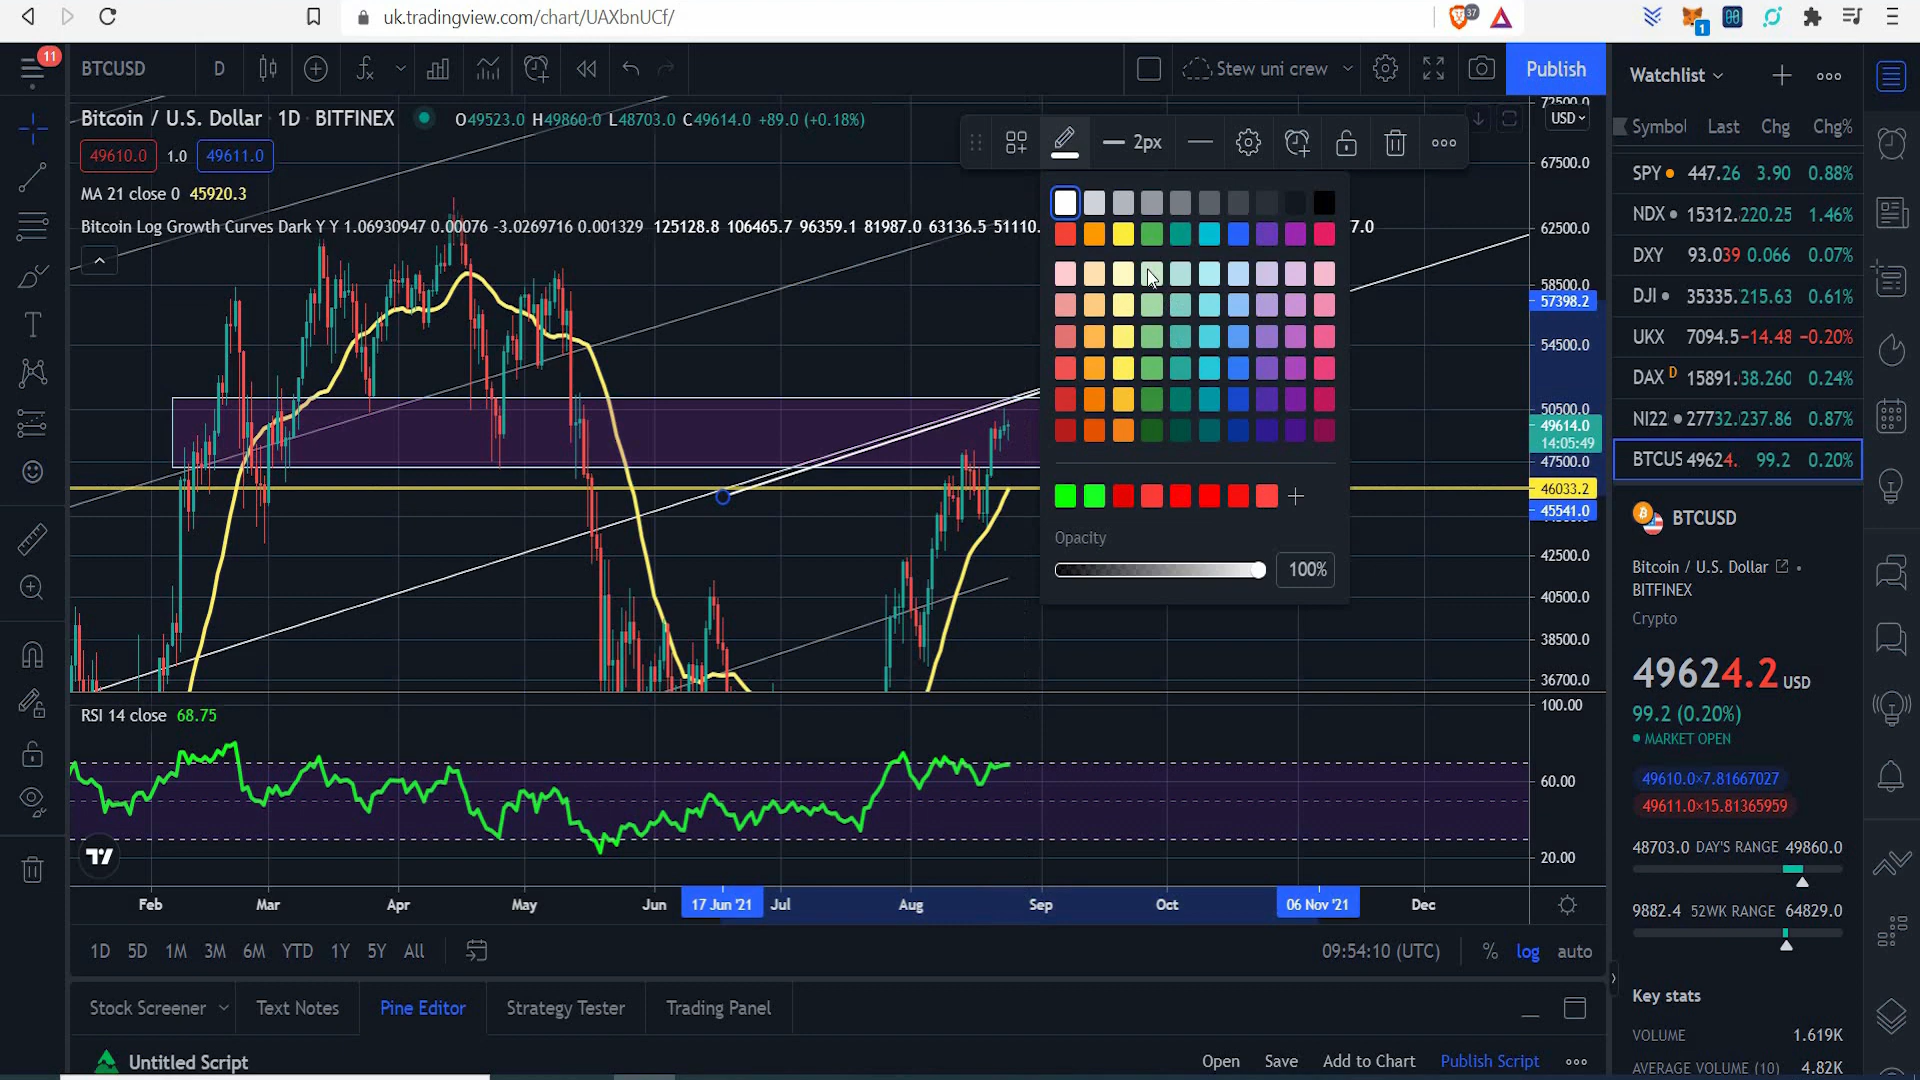 uk.tradingview.com/chart/UAXbnUCf/
37
1
11
BTCUSD
D
Stew uni crew
Publish
Watchlist
Bitcoin / U.S. Dollar 1D BITFINEX
O49523.0 H49860.0 L48703.0 C49614.0 +89.0 (+0.18%)
49610.0 1.0 49611.0
MA 21 close 0 45920.3
Bitcoin Log Growth Curves Dark Y Y 1.06930947 0.00076 -3.0269716 0.001329 125128.8 106465.7 96359.1 81987.0 63136.5 51110. 7.0
2px
Opacity
100%
72500.0
USD
67500.0
62500.0
58500.0
57398.2
54500.0
50500.0
49614.0
14:05:49
47500.0
46033.2
45541.0
42500.0
40500.0
38500.0
36700.0
RSI 14 close 68.75
100.00
60.00
20.00
Feb Mar Apr May Jun 17 Jun '21 Jul Aug Sep Oct 06 Nov '21 Dec
1D 5D 1M 3M 6M YTD 1Y 5Y All
09:54:10 (UTC) % log auto
Stock Screener Text Notes Pine Editor Strategy Tester Trading Panel
Untitled Script
Open Save Add to Chart Publish Script
Symbol Last Chg Chg%
SPY 447.26 3.90 0.88%
NDX 15312. 220.25 1.46%
DXY 93.039 0.066 0.07%
DJI 35335. 215.63 0.61%
UKX 7094.5 −14.48 −0.20%
DAX D 15891. 38.260 0.24%
NI22 27732. 237.86 0.87%
BTCUS 49624. 99.2 0.20%
BTCUSD
Bitcoin / U.S. Dollar
BITFINEX
Crypto
49624.2 USD
99.2 (0.20%)
MARKET OPEN
49610.0×7.81667027
49611.0×15.81365959
48703.0 DAY'S RANGE 49860.0
9882.4 52WK RANGE 64829.0
Key stats
VOLUME 1.619K
AVERAGE VOLUME (10) 4.82K